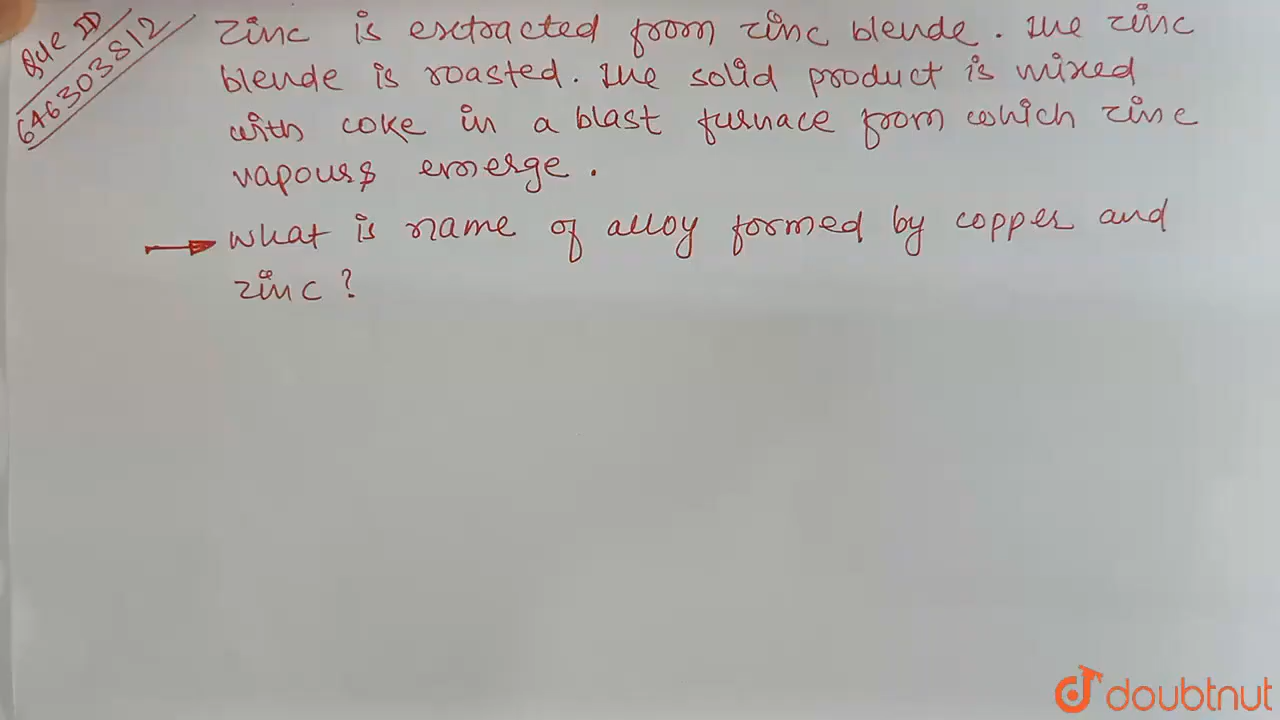 Que ID
646303812
Zinc is extracted from zinc blende. The zinc
blende is roasted. The solid product is mixed
with coke in a blast furnace from which zinc
vapours emerge.
→ What is name of alloy formed by copper and
zinc?
doubtnut